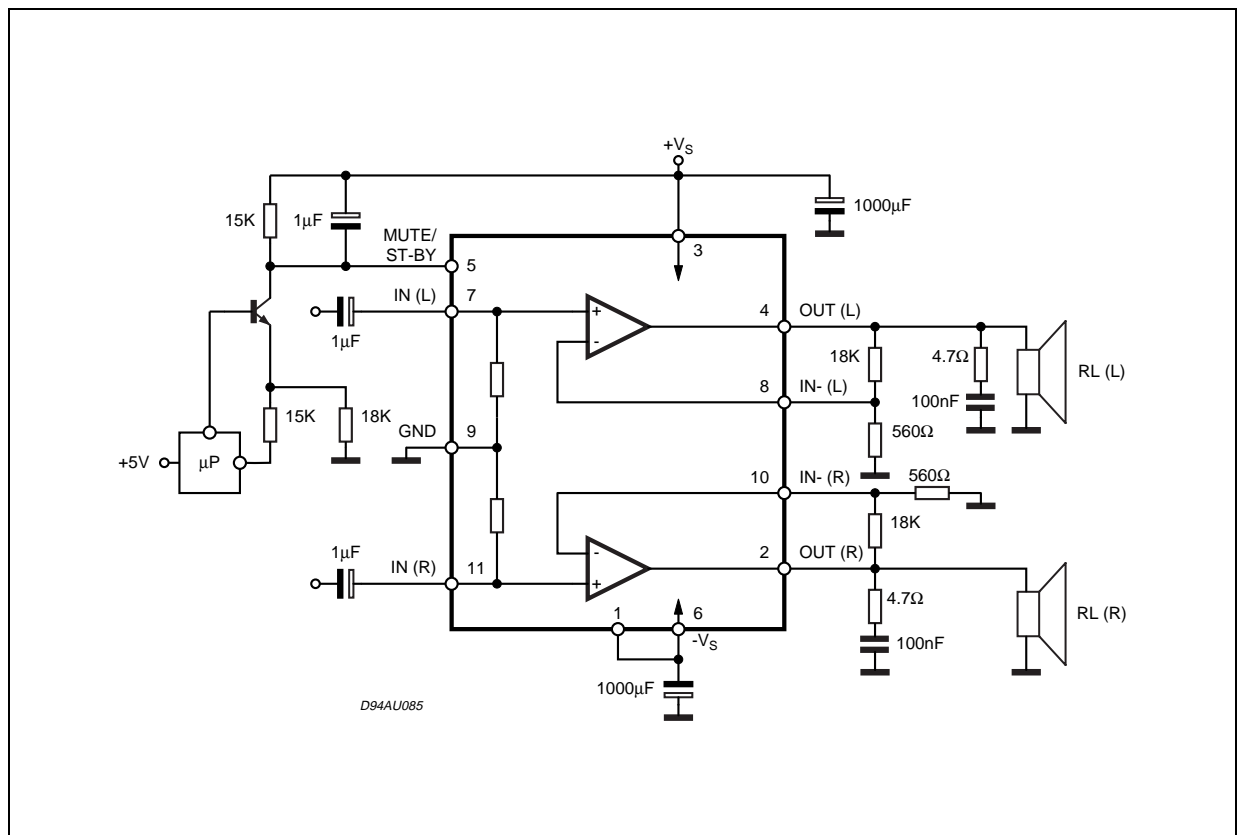 +VS
1000µF
15K
1µF
MUTE/
ST-BY
5
3
IN (L)
7
1µF
+
-
4
OUT (L)
18K
4.7Ω
RL (L)
8
IN- (L)
100nF
15K
18K
GND
9
560Ω
+5V
µP
10
IN- (R)
560Ω
18K
1µF
IN (R)
11
-
+
2
OUT (R)
4.7Ω
RL (R)
100nF
1
6
-VS
1000µF
D94AU085